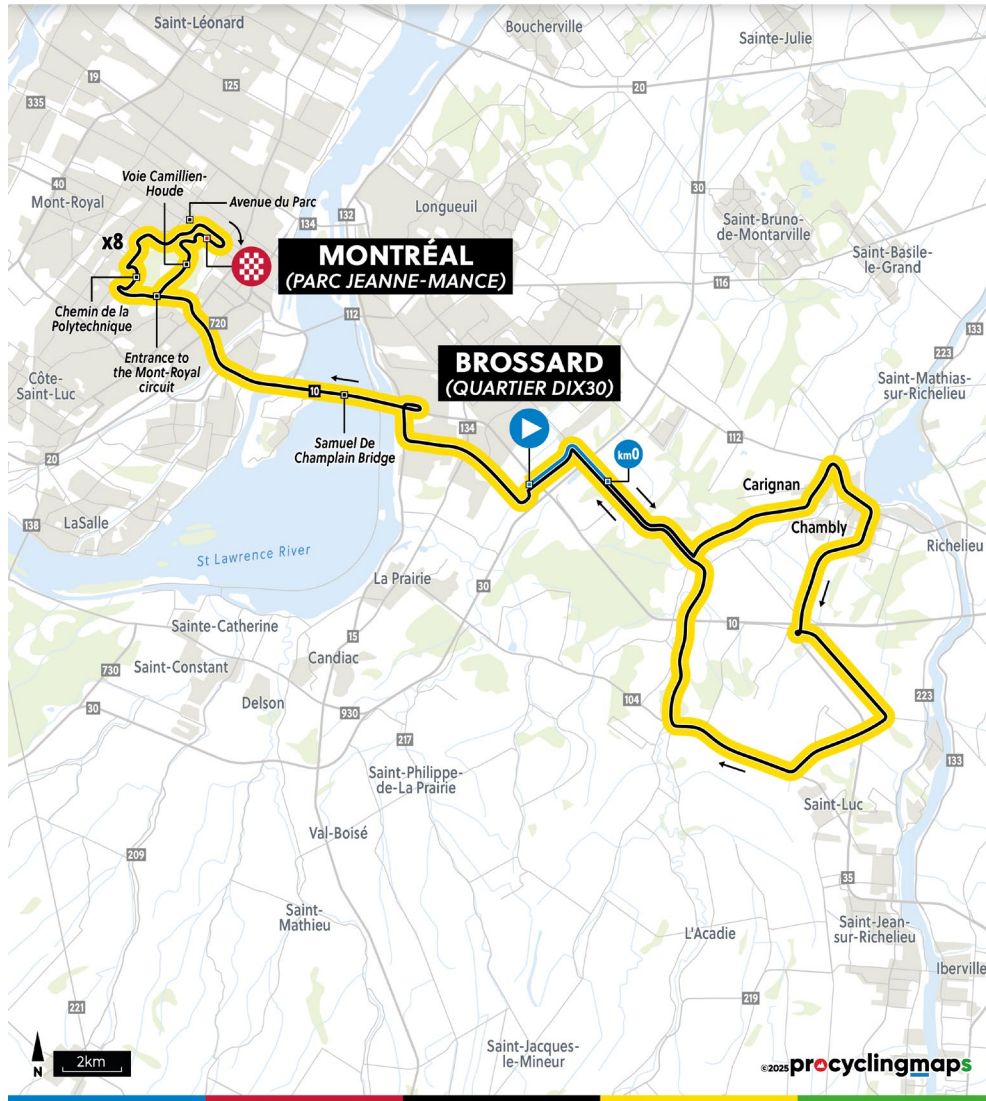 Saint-Léonard
Boucherville
Sainte-Julie
19
125
20
335
Voie Camillien-
Houde
40
Mont-Royal
Avenue du Parc
134
132
Longueuil
30
Saint-Bruno
de-Montarville
x8
MONTRÉAL
(PARC JEANNE-MANCE)
Saint-Basile-
le-Grand
116
Chemin de la
Polytechnique
720
112
133
Entrance to
the Mont-Royal
circuit
BROSSARD
(QUARTIER DIX30)
223
Côte-
Saint-Luc
10
Saint-Mathias-
sur-Richelieu
134
112
20
Samuel De
Champlain Bridge
km0
Carignan
138
LaSalle
Chambly
Richelieu
St Lawrence River
La Prairie
30
Sainte-Catherine
15
10
Saint-Constant
Candiac
730
Delson
104
223
30
930
217
133
Saint-Philippe-
de-La Prairie
Saint-Luc
Val-Boisé
209
35
Saint-
Mathieu
L'Acadie
Saint-Jean-
sur-Richelieu
Iberville
219
221
N
2km
Saint-Jacques-
le-Mineur
©2025 procyclingmaps